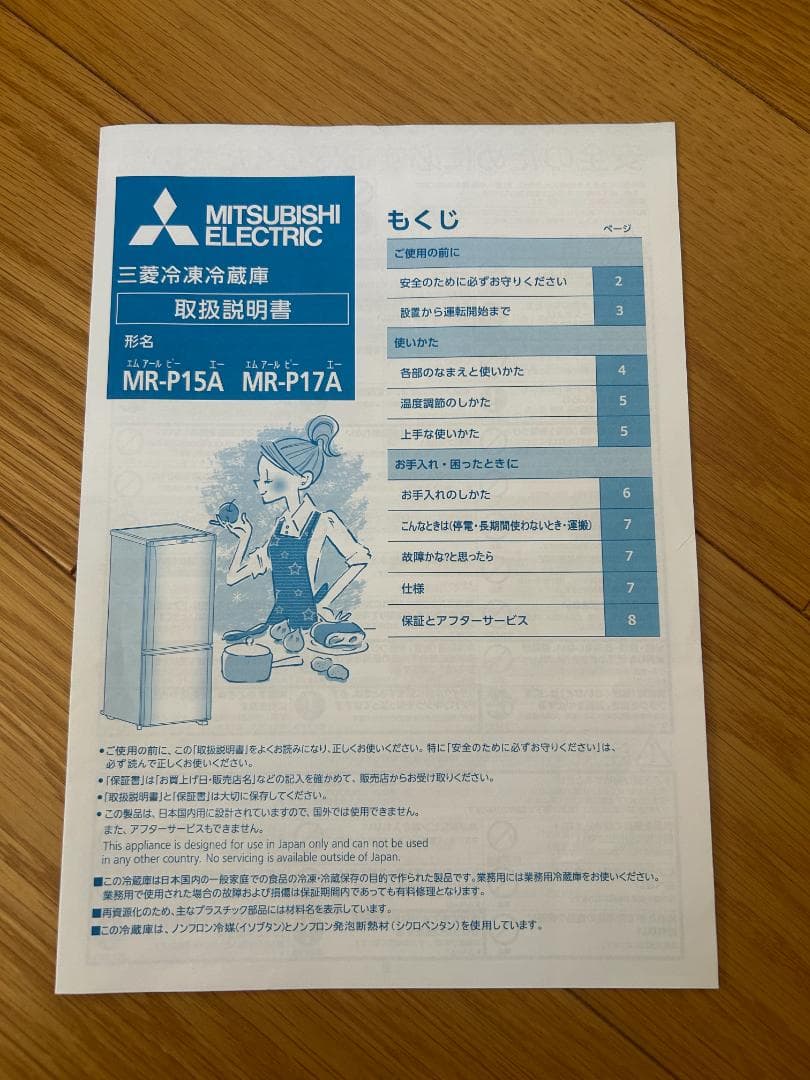 MITSUBISHI
ELECTRIC
三菱冷凍冷蔵庫
取扱説明書
形名
エム アール ピー エー エム アール ピー エー
MR-P15A MR-P17A
もくじ
ページ
ご使用の前に
安全のために必ずお守りください 2
設置から運転開始まで 3
使いかた
各部のなまえと使いかた 4
温度調節のしかた 5
上手な使いかた 5
お手入れ・困ったときに
お手入れのしかた 6
こんなときは(停電・長期間使わないとき・運搬) 7
故障かな?と思ったら 7
仕様 7
保証とアフターサービス 8
●ご使用の前に、この「取扱説明書」をよくお読みになり、正しくお使いください。特に「安全のために必ずお守りください」は、
必ず読んで正しくお使いください。
●「保証書」は「お買上げ日・販売店名」などの記入を確かめて、販売店からお受け取りください。
●「取扱説明書」と「保証書」は大切に保存してください。
●この製品は、日本国内用に設計されていますので、国外では使用できません。
また、アフターサービスもできません。
This appliance is designed for use in Japan only and can not be used
in any other country. No servicing is available outside of Japan.
■この冷蔵庫は日本国内の一般家庭での食品の冷凍・冷蔵保存の目的で作られた製品です。業務用には業務用冷蔵庫をお使いください。
業務用で使用された場合の故障および損傷は保証期間内であっても有料修理となります。
■再資源化のため、主なプラスチック部品には材料名を表示しています。
■この冷蔵庫は、ノンフロン冷媒(イソブタン)とノンフロン発泡断熱材(シクロペンタン)を使用しています。